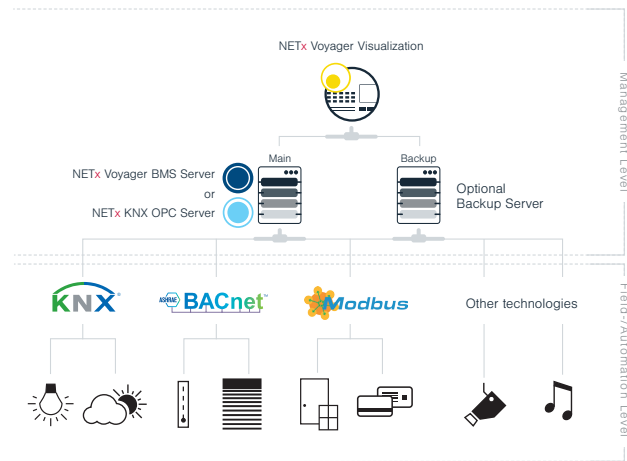 NETx Voyager Visualization
Management Level
Main
Backup
NETx Voyager BMS Server
or
NETx KNX OPC Server
Optional
Backup Server
KNX®
ASHRAE BACnet™
Modbus
Other technologies
Field-/Automation Level